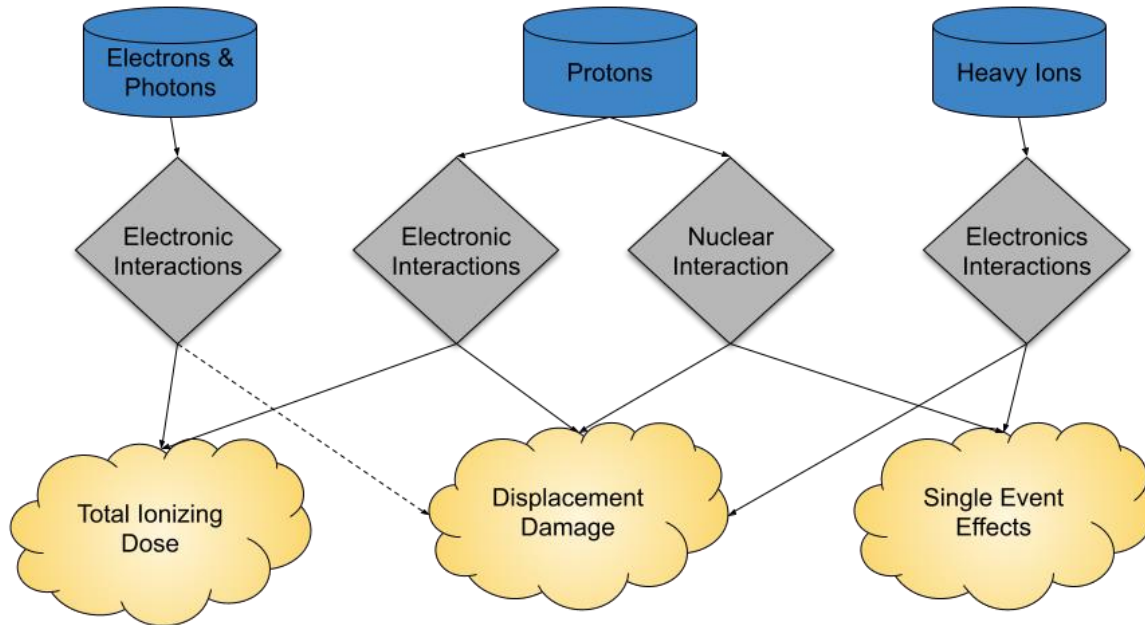 Electrons &
Photons
Protons
Heavy Ions
Electronic
Interactions
Electronic
Interactions
Nuclear
Interaction
Electronics
Interactions
Total Ionizing
Dose
Displacement
Damage
Single Event
Effects